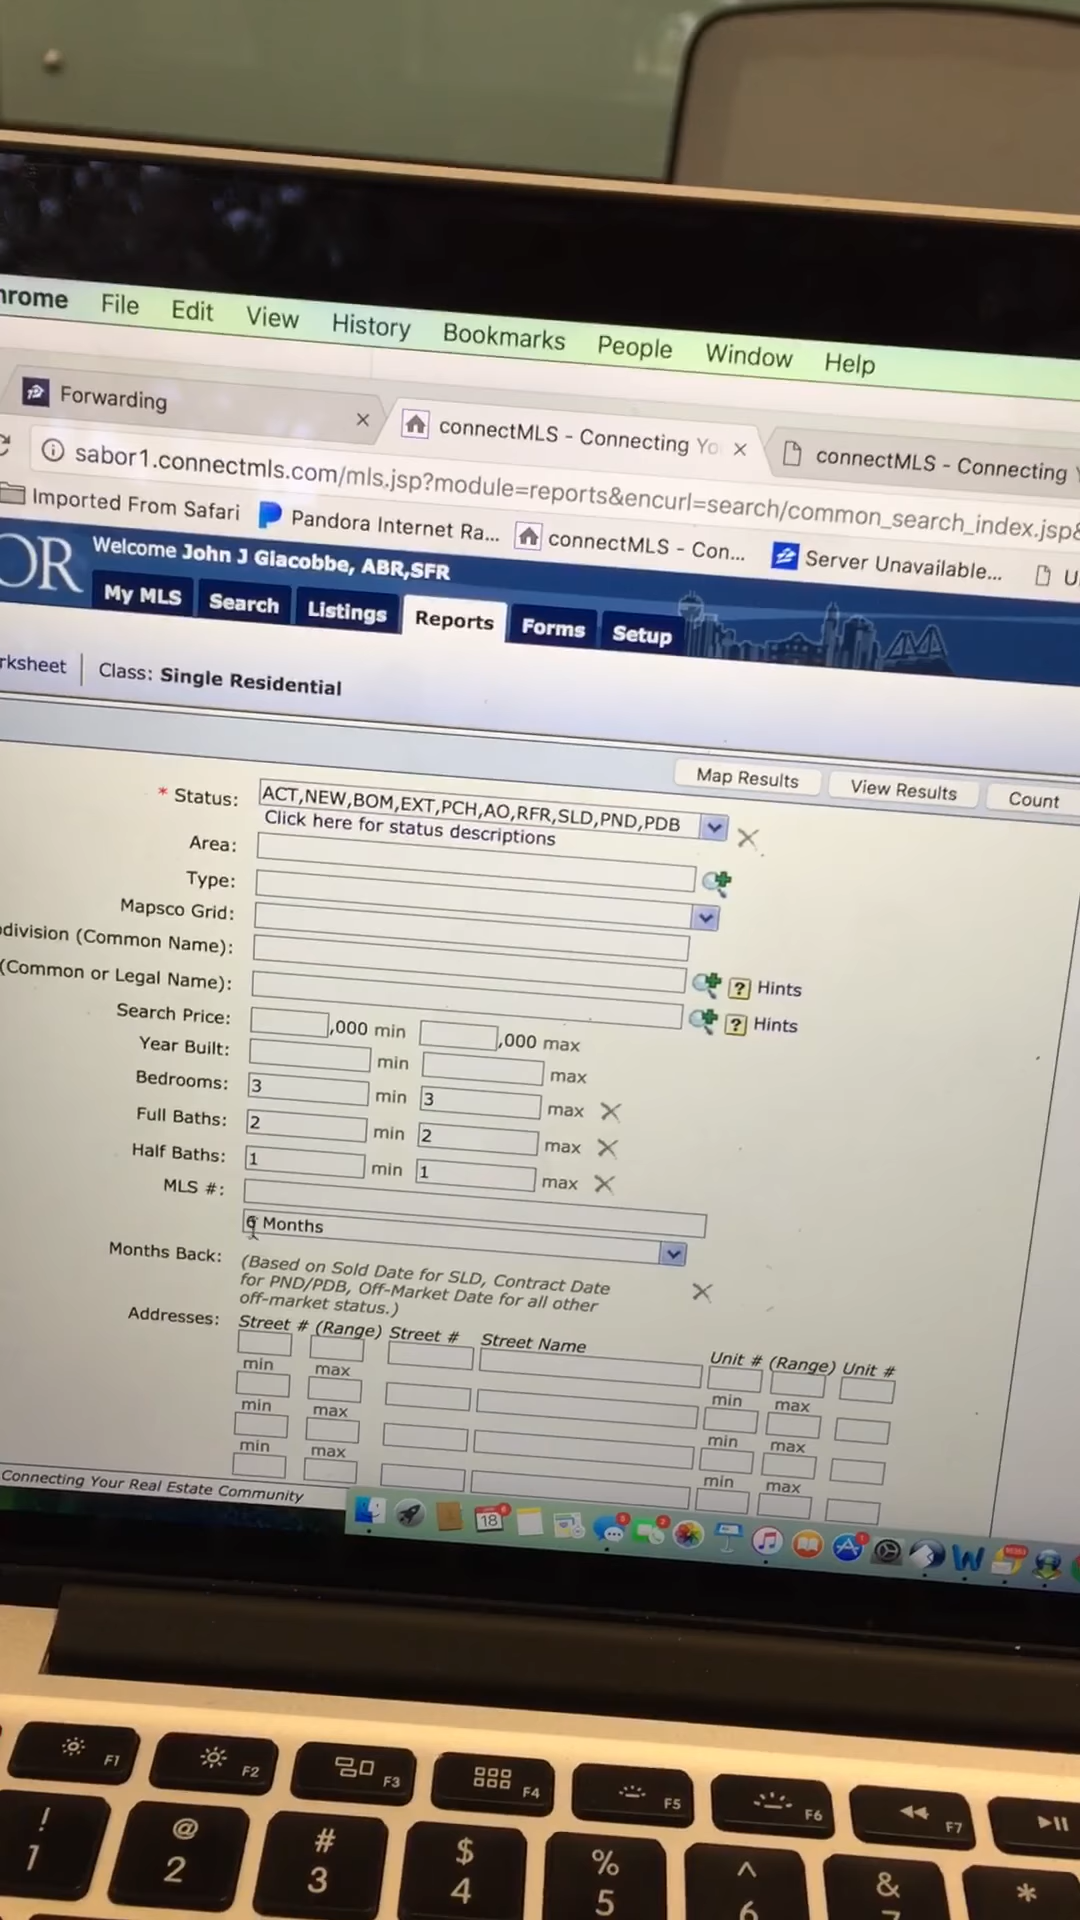 File Edit View History Bookmarks People Window Help
Forwarding
connectMLS - Connecting Yo
connectMLS - Connecting
sabor1.connectmls.com/mls.jsp?module=reports&encurl=search/common_search_index.jsp&
Imported From Safari
Pandora Internet Ra...
connectMLS - Con...
Server Unavailable...
OR
Welcome John J Giacobbe, ABR,SFR
My MLS Search Listings Reports Forms Setup
rksheet Class: Single Residential
Map Results View Results Count
* Status: ACT,NEW,BOM,EXT,PCH,AO,RFR,SLD,PND,PDB
Click here for status descriptions
Area:
Type:
Mapsco Grid:
division (Common Name): ? Hints
(Common or Legal Name): ? Hints
Search Price: ,000 min ,000 max
Year Built: min max
Bedrooms: 3 min 3 max
Full Baths: 2 min 2 max
Half Baths: 1 min 1 max
MLS #:
6 Months
Months Back: (Based on Sold Date for SLD, Contract Date
for PND/PDB, Off-Market Date for all other
off-market status.)
Addresses: Street # (Range) Street # Street Name Unit # (Range) Unit #
min max min max
min max min max
min max min max
Connecting Your Real Estate Community
18
W
F1 F2 F3 F4 F5 F6 F7
! @ # $ % ^ & *
1 2 3 4 5 6 7